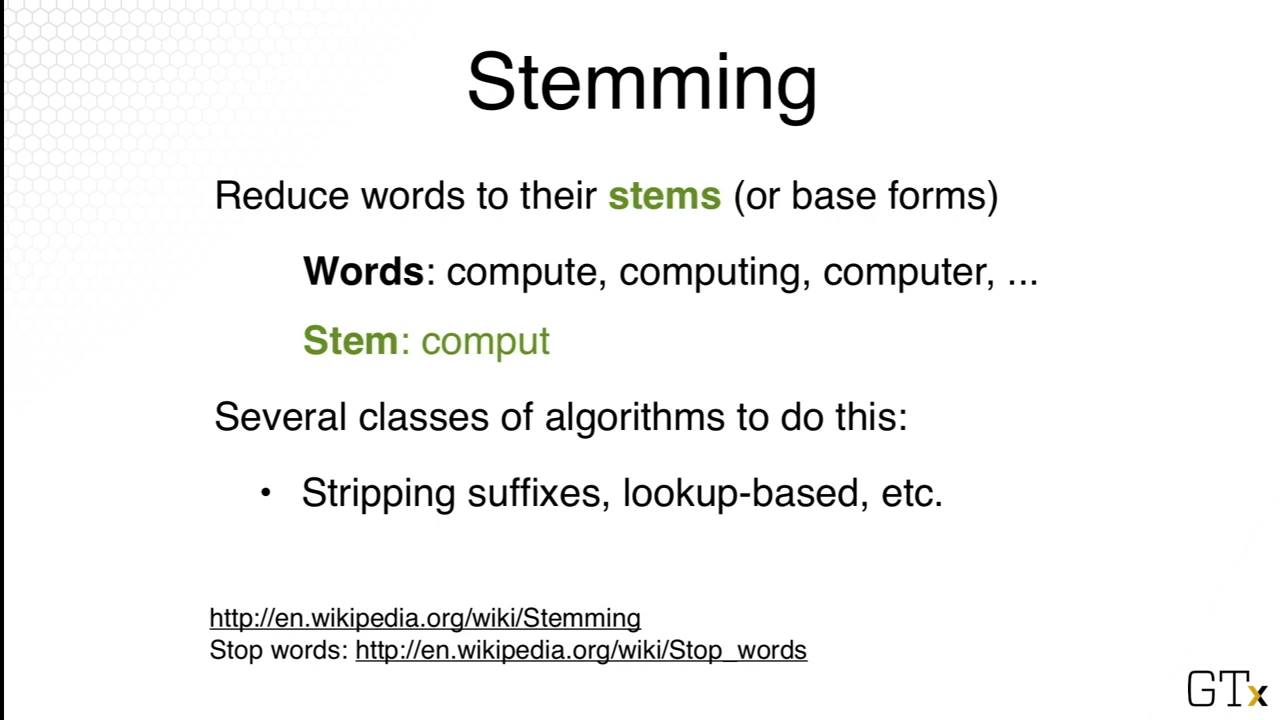 Stemming
Reduce words to their stems (or base forms)
Words: compute, computing, computer, ...
Stem: comput
Several classes of algorithms to do this:
• Stripping suffixes, lookup-based, etc.
http://en.wikipedia.org/wiki/Stemming
Stop words: http://en.wikipedia.org/wiki/Stop_words
GTx